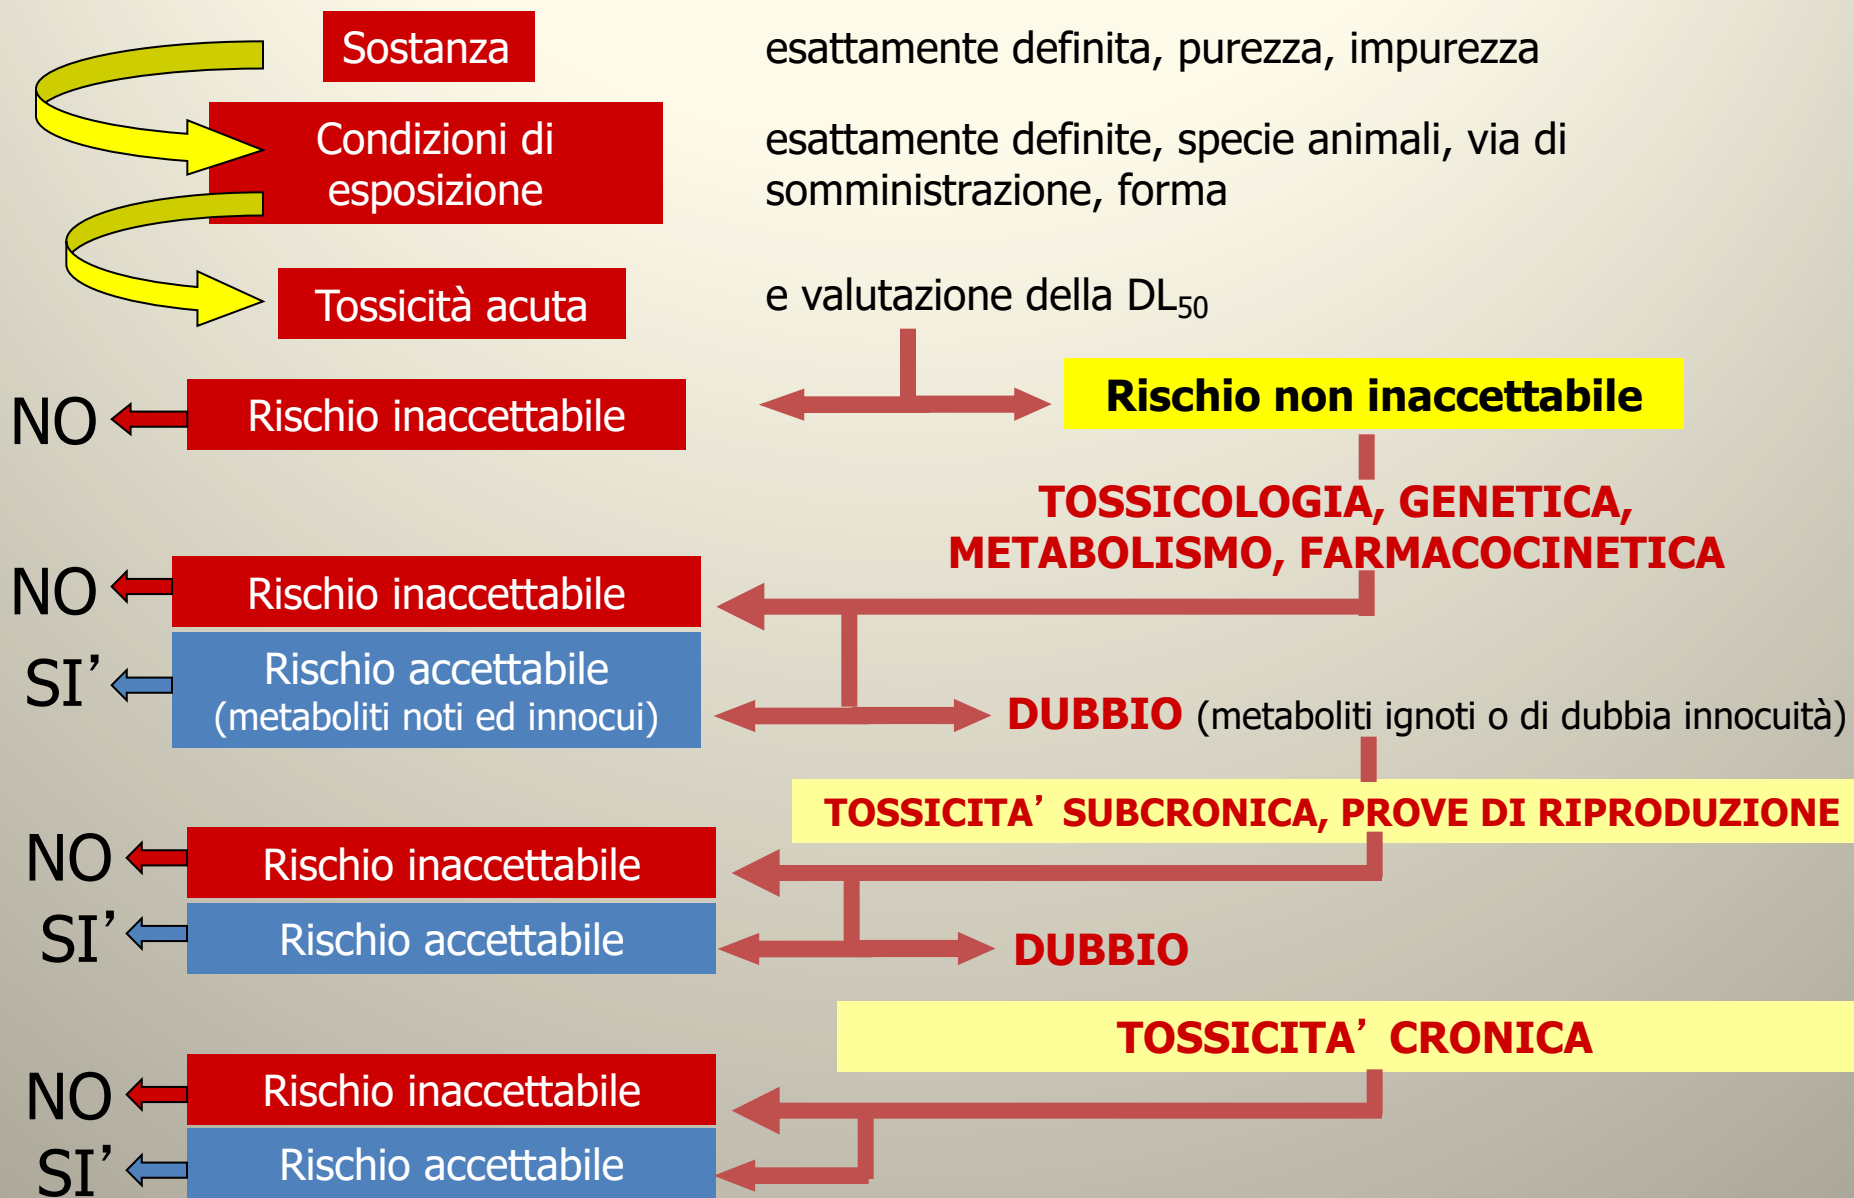 Sostanza
esattamente definita, purezza, impurezza
Condizioni di
esposizione
esattamente definite, specie animali, via di
somministrazione, forma
Tossicità acuta
e valutazione della DL50
NO
Rischio inaccettabile
Rischio non inaccettabile
TOSSICOLOGIA, GENETICA,
METABOLISMO, FARMACOCINETICA
NO
Rischio inaccettabile
SI’
Rischio accettabile
(metaboliti noti ed innocui)
DUBBIO (metaboliti ignoti o di dubbia innocuità)
TOSSICITA’ SUBCRONICA, PROVE DI RIPRODUZIONE
NO
Rischio inaccettabile
SI’
Rischio accettabile
DUBBIO
TOSSICITA’ CRONICA
NO
Rischio inaccettabile
SI’
Rischio accettabile